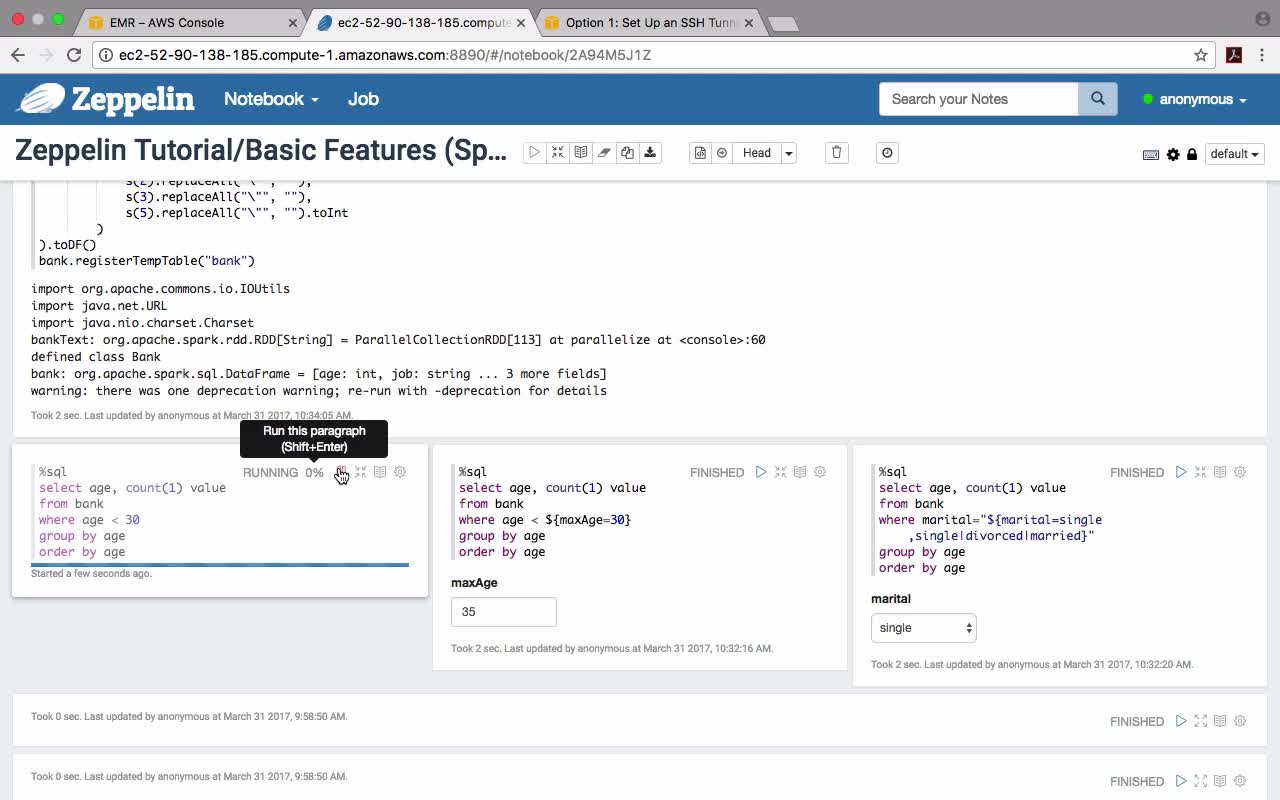 EMR – AWS Console
ec2-52-90-138-185.compute
Option 1: Set Up an SSH Tunn
ec2-52-90-138-185.compute-1.amazonaws.com:8890/#/notebook/2A94M5J1Z
Zeppelin
Notebook
Job
Search your Notes
anonymous
Zeppelin Tutorial/Basic Features (Sp...
Head
default
s(2).replaceAll("\"", ""),
s(3).replaceAll("\"", ""),
s(5).replaceAll("\"", "").toInt
)
).toDF()
bank.registerTempTable("bank")
import org.apache.commons.io.IOUtils
import java.net.URL
import java.nio.charset.Charset
bankText: org.apache.spark.rdd.RDD[String] = ParallelCollectionRDD[113] at parallelize at <console>:60
defined class Bank
bank: org.apache.spark.sql.DataFrame = [age: int, job: string ... 3 more fields]
warning: there was one deprecation warning; re-run with -deprecation for details
Took 2 sec. Last updated by anonymous at March 31 2017, 10:34:05 AM.
Run this paragraph
(Shift+Enter)
%sql
RUNNING 0%
select age, count(1) value
from bank
where age < 30
group by age
order by age
Started a few seconds ago.
%sql
FINISHED
select age, count(1) value
from bank
where age < ${maxAge=30}
group by age
order by age
maxAge
35
Took 2 sec. Last updated by anonymous at March 31 2017, 10:32:16 AM.
%sql
FINISHED
select age, count(1) value
from bank
where marital="${marital=single
,single|divorced|married}"
group by age
order by age
marital
single
Took 2 sec. Last updated by anonymous at March 31 2017, 10:32:20 AM.
Took 0 sec. Last updated by anonymous at March 31 2017, 9:58:50 AM.
FINISHED
Took 0 sec. Last updated by anonymous at March 31 2017, 9:58:50 AM.
FINISHED